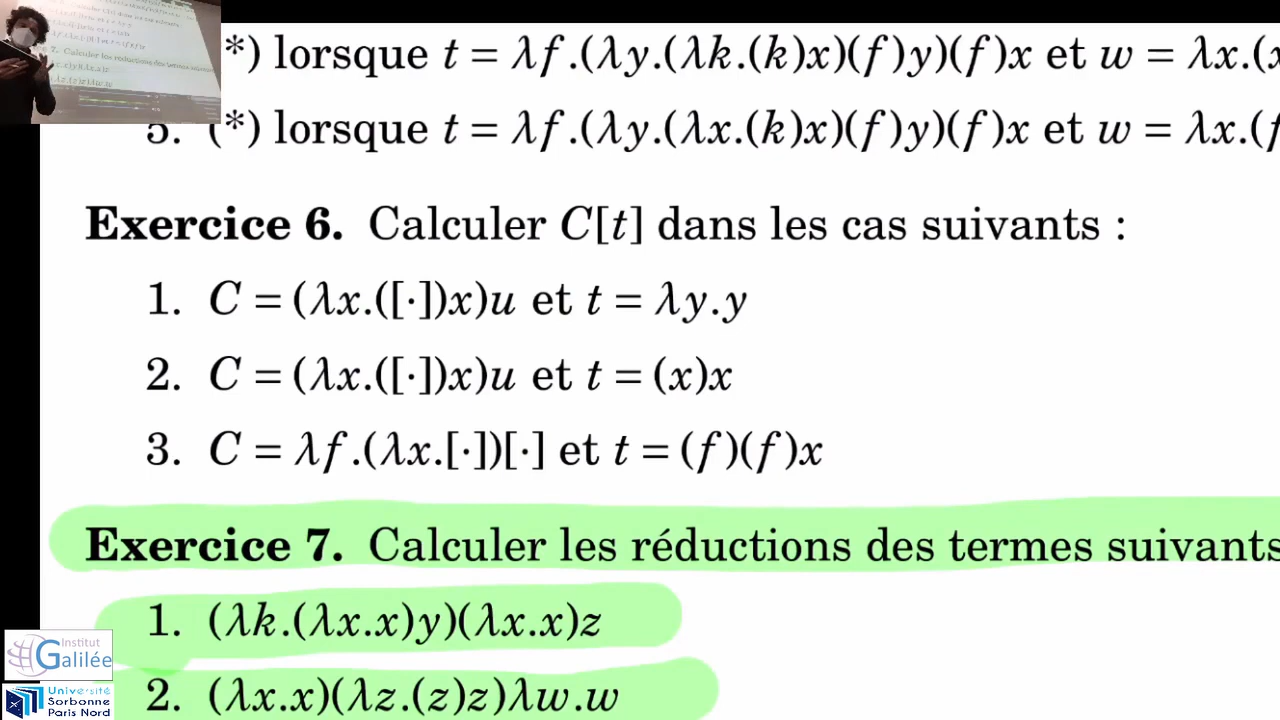 *) lorsque t = λf.(λy.(λk.(k)x)(f)y)(f)x et w = λx.(x
5. (*) lorsque t = λf.(λy.(λx.(k)x)(f)y)(f)x et w = λx.(f
Exercice 6. Calculer C[t] dans les cas suivants :
1. C = (λx.([·])x)u et t = λy.y
2. C = (λx.([·])x)u et t = (x)x
3. C = λf.(λx.[·])[·] et t = (f)(f)x
Exercice 7. Calculer les réductions des termes suivants
1. (λk.(λx.x)y)(λx.x)z
2. (λx.x)(λz.(z)z)λw.w
Institut
Galilée
Université
Sorbonne
Paris Nord